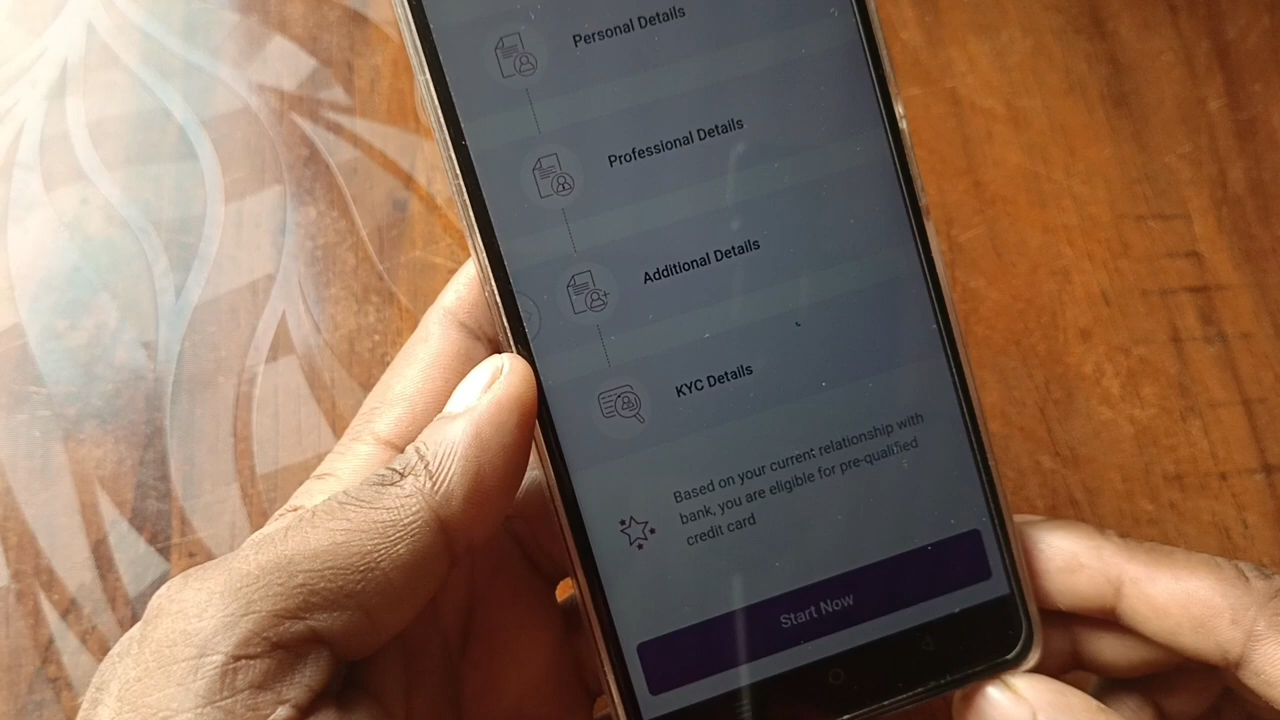 Personal Details
Professional Details
Additional Details
KYC Details
Based on your current relationship with
bank, you are eligible for pre-qualified
credit card
Start Now